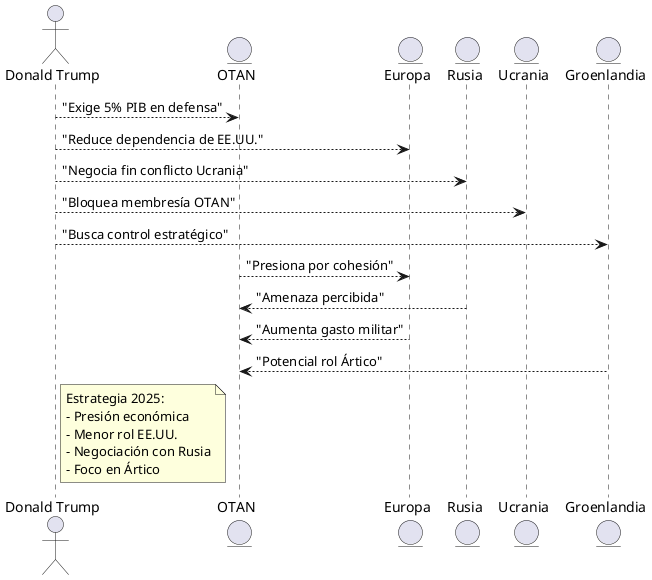 Donald Trump
OTAN
Europa
Rusia
Ucrania
Groenlandia
"Exige 5% PIB en defensa"
"Reduce dependencia de EE.UU."
"Negocia fin conflicto Ucrania"
"Bloquea membresía OTAN"
"Busca control estratégico"
"Presiona por cohesión"
"Amenaza percibida"
"Aumenta gasto militar"
"Potencial rol Ártico"
Estrategia 2025:
- Presión económica
- Menor rol EE.UU.
- Negociación con Rusia
- Foco en Ártico
Donald Trump
OTAN
Europa
Rusia
Ucrania
Groenlandia